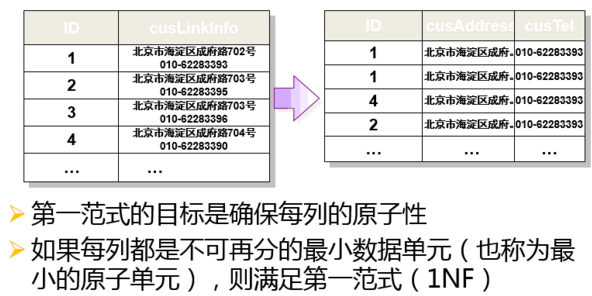 ID cusLinkInfo
1 北京市海淀区成府路702号
010-62283393
2 北京市海淀区成府路703号
010-62283395
3 北京市海淀区成府路703号
010-62283396
4 北京市海淀区成府路704号
010-62283390
... ...
ID cusAddress cusTel
1 北京市海淀区成府... 010-62283393
1 北京市海淀区成府... 010-62283393
4 北京市海淀区成府... 010-62283393
2 北京市海淀区成府... 010-62283393
... ... ...
第一范式的目标是确保每列的原子性
如果每列都是不可再分的最小数据单元（也称为最
小的原子单元），则满足第一范式（1NF）